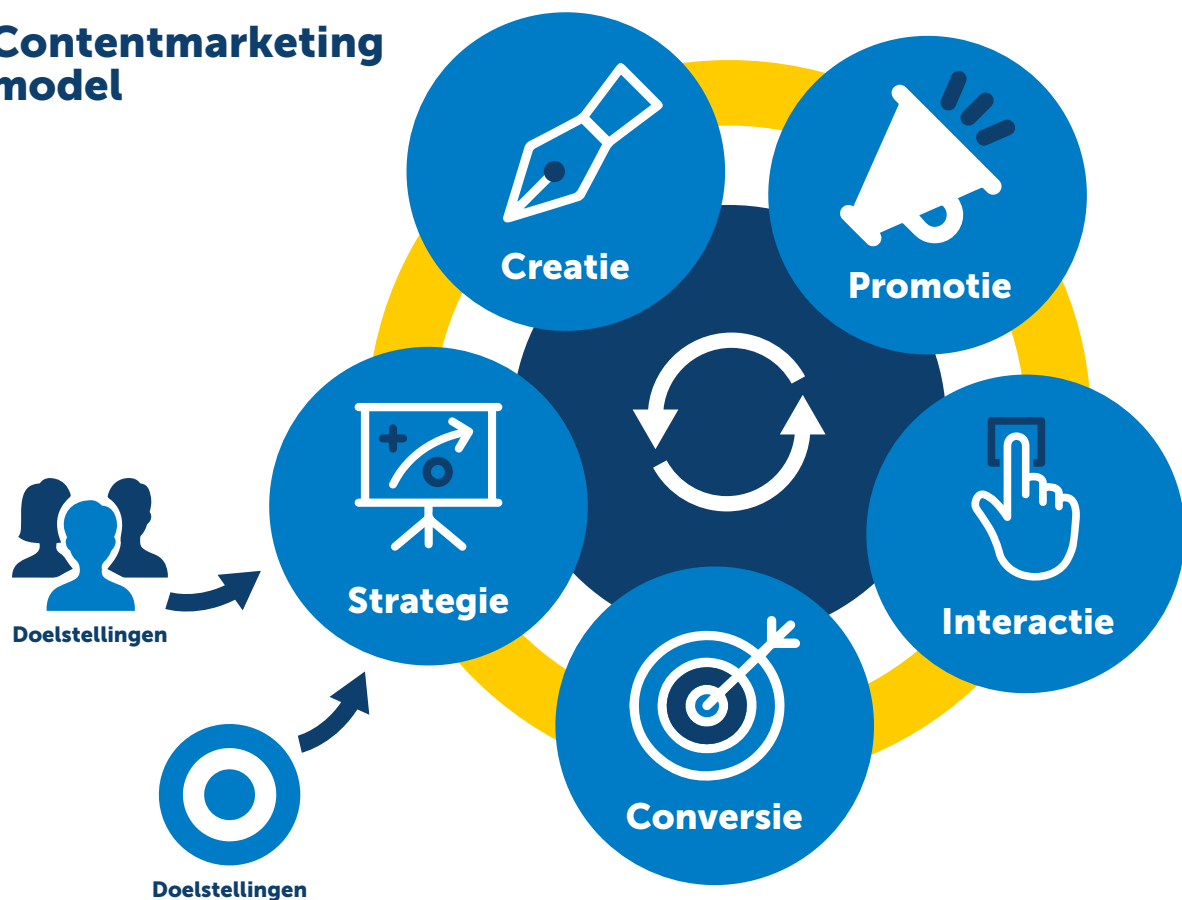 Contentmarketing
model
Creatie
Promotie
Strategie
Interactie
Doelstellingen
Conversie
Doelstellingen